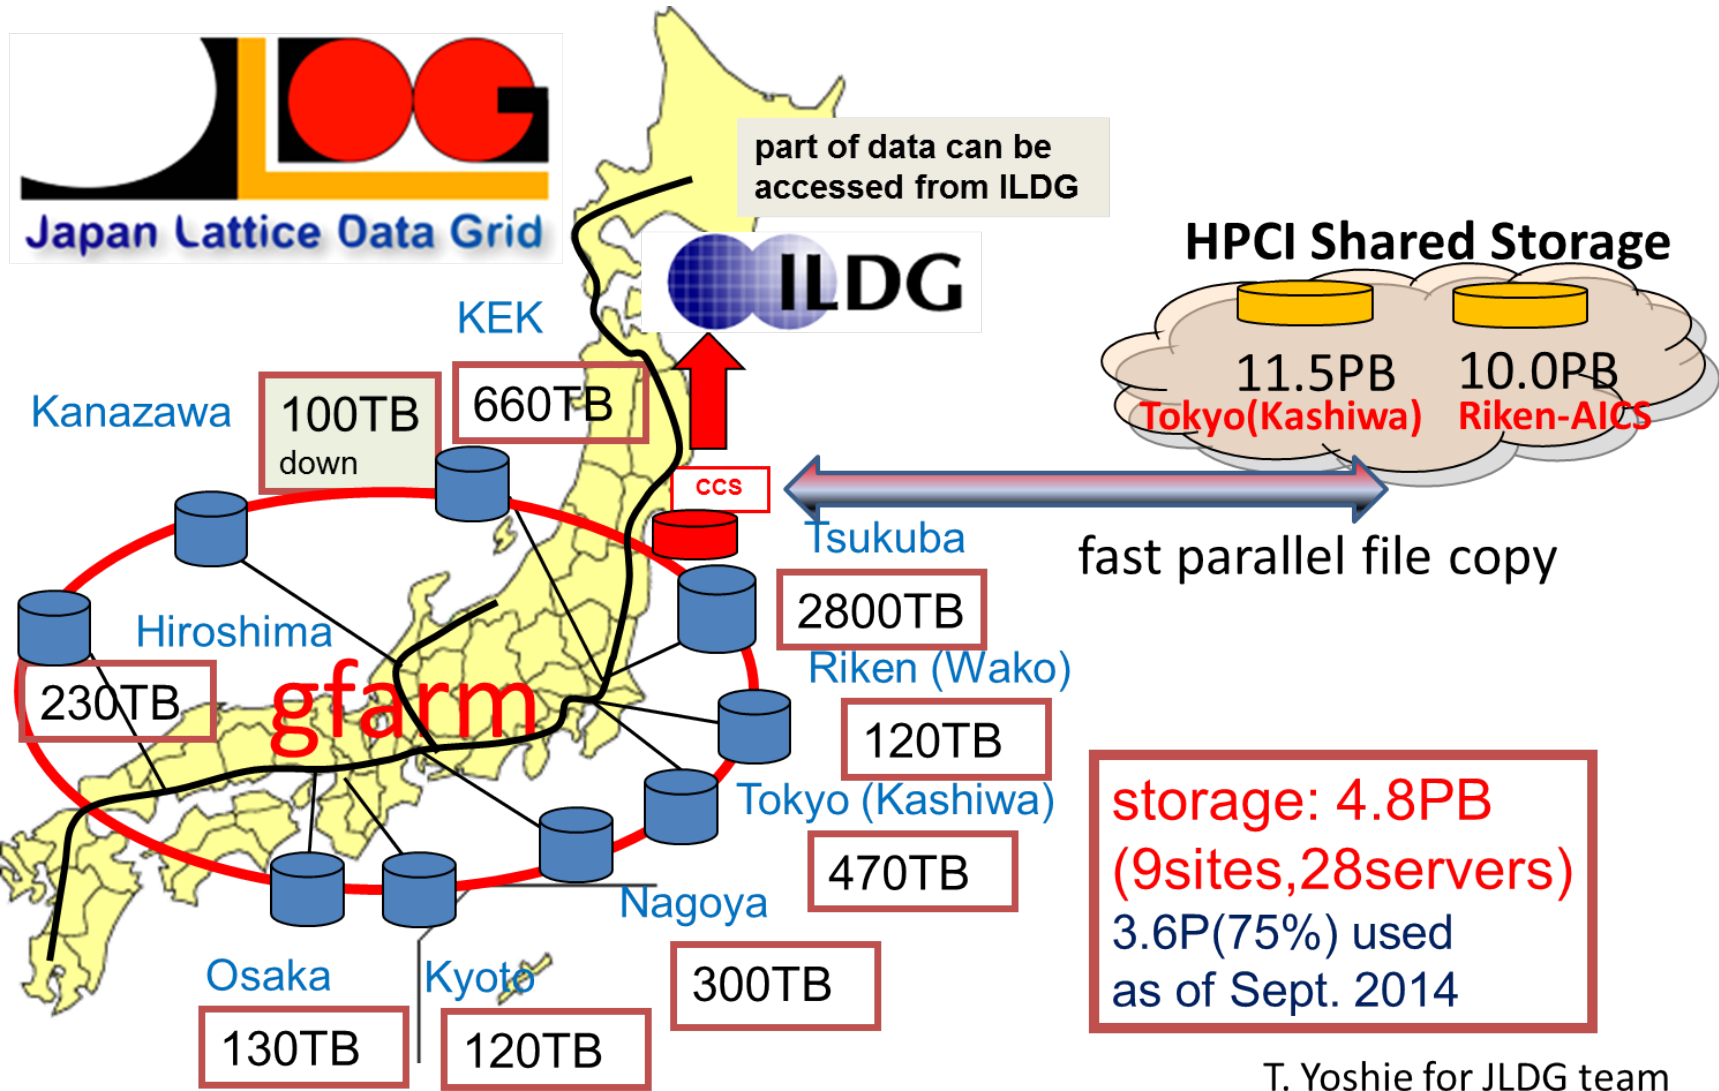 JLDG
Japan Lattice Data Grid
part of data can be
accessed from ILDG
ILDG
HPCI Shared Storage
11.5PB
10.0PB
Tokyo(Kashiwa)
Riken-AICS
KEK
660TB
Kanazawa
100TB
down
ccs
fast parallel file copy
Tsukuba
2800TB
Hiroshima
230TB
gfarm
Riken (Wako)
120TB
Tokyo (Kashiwa)
470TB
Nagoya
300TB
Osaka
130TB
Kyoto
120TB
storage: 4.8PB
(9sites,28servers)
3.6P(75%) used
as of Sept. 2014
T. Yoshie for JLDG team